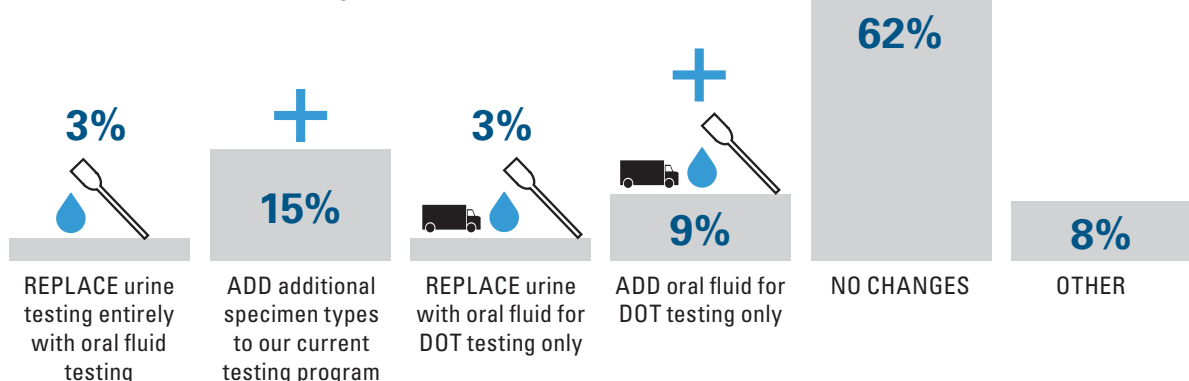 62%
3%
3%
15%
9%
8%
REPLACE urine
testing entirely
with oral fluid
testing
ADD additional
specimen types
to our current
testing program
REPLACE urine
with oral fluid for
DOT testing only
ADD oral fluid for
DOT testing only
NO CHANGES
OTHER